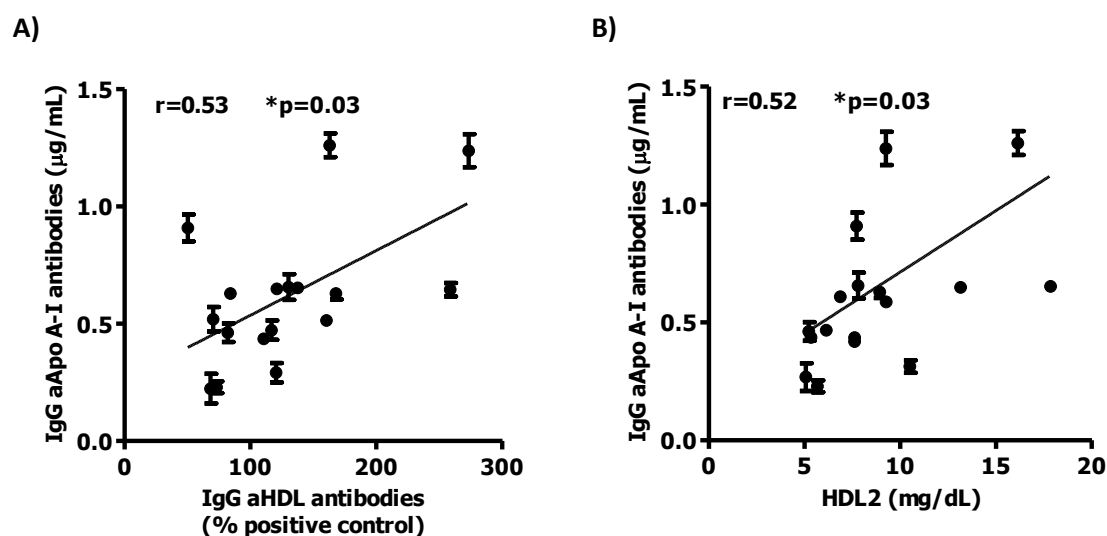 A)
r=0.53 *p=0.03
IgG aApo A-I antibodies (µg/mL)
1.5
1.0
0.5
0.0
0 100 200 300
IgG aHDL antibodies
(% positive control)
B)
r=0.52 *p=0.03
IgG aApo A-I antibodies (µg/mL)
1.5
1.0
0.5
0.0
0 5 10 15 20
HDL2 (mg/dL)